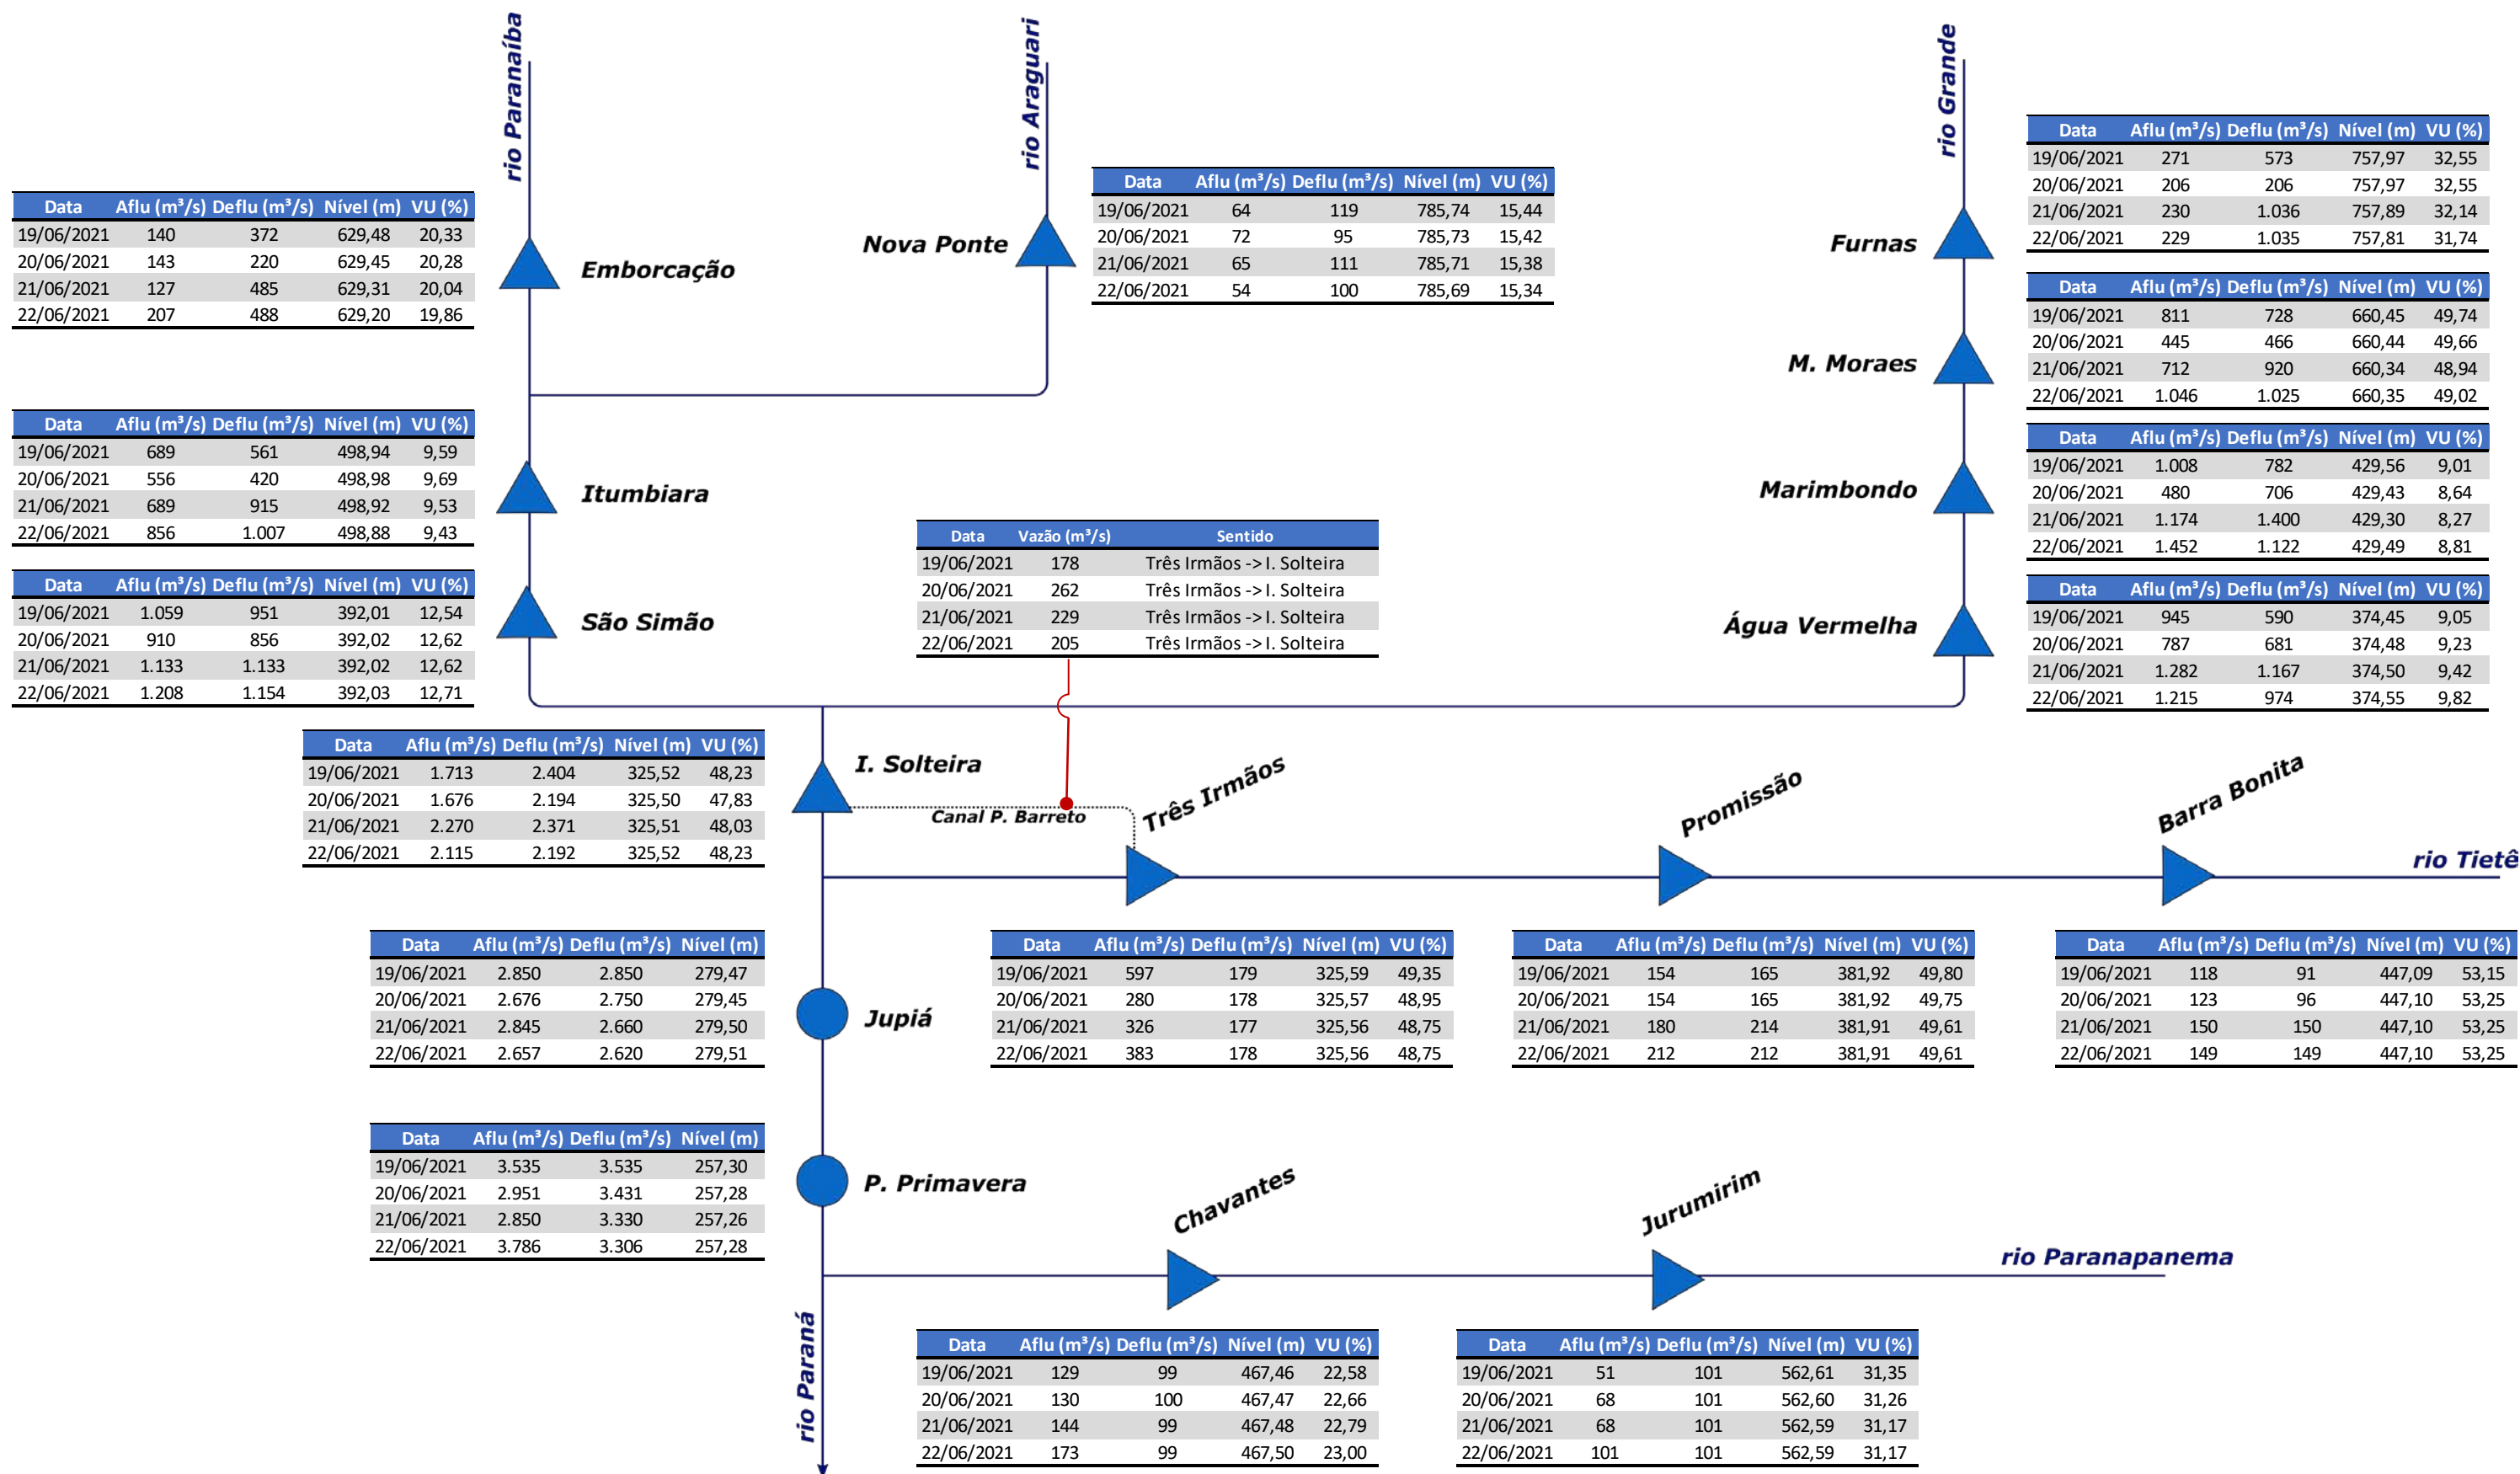 rio Paranaíba
rio Araguari
rio Grande
Data Aflu (m³/s) Deflu (m³/s) Nível (m) VU (%)
19/06/2021 271 573 757,97 32,55
20/06/2021 206 206 757,97 32,55
21/06/2021 230 1.036 757,89 32,14
22/06/2021 229 1.035 757,81 31,74
Furnas
Data Aflu (m³/s) Deflu (m³/s) Nível (m) VU (%)
19/06/2021 64 119 785,74 15,44
20/06/2021 72 95 785,73 15,42
21/06/2021 65 111 785,71 15,38
22/06/2021 54 100 785,69 15,34
Nova Ponte
Data Aflu (m³/s) Deflu (m³/s) Nível (m) VU (%)
19/06/2021 140 372 629,48 20,33
20/06/2021 143 220 629,45 20,28
21/06/2021 127 485 629,31 20,04
22/06/2021 207 488 629,20 19,86
Emborcação
Data Aflu (m³/s) Deflu (m³/s) Nível (m) VU (%)
19/06/2021 811 728 660,45 49,74
20/06/2021 445 466 660,44 49,66
21/06/2021 712 920 660,34 48,94
22/06/2021 1.046 1.025 660,35 49,02
M. Moraes
Data Aflu (m³/s) Deflu (m³/s) Nível (m) VU (%)
19/06/2021 689 561 498,94 9,59
20/06/2021 556 420 498,98 9,69
21/06/2021 689 915 498,92 9,53
22/06/2021 856 1.007 498,88 9,43
Itumbiara
Data Aflu (m³/s) Deflu (m³/s) Nível (m) VU (%)
19/06/2021 1.008 782 429,56 9,01
20/06/2021 480 706 429,43 8,64
21/06/2021 1.174 1.400 429,30 8,27
22/06/2021 1.452 1.122 429,49 8,81
Marimbondo
Data Vazão (m³/s) Sentido
19/06/2021 178 Três Irmãos -> I. Solteira
20/06/2021 262 Três Irmãos -> I. Solteira
21/06/2021 229 Três Irmãos -> I. Solteira
22/06/2021 205 Três Irmãos -> I. Solteira
Data Aflu (m³/s) Deflu (m³/s) Nível (m) VU (%)
19/06/2021 1.059 951 392,01 12,54
20/06/2021 910 856 392,02 12,62
21/06/2021 1.133 1.133 392,02 12,62
22/06/2021 1.208 1.154 392,03 12,71
São Simão
Data Aflu (m³/s) Deflu (m³/s) Nível (m) VU (%)
19/06/2021 945 590 374,45 9,05
20/06/2021 787 681 374,48 9,23
21/06/2021 1.282 1.167 374,50 9,42
22/06/2021 1.215 974 374,55 9,82
Água Vermelha
Data Aflu (m³/s) Deflu (m³/s) Nível (m) VU (%)
19/06/2021 1.713 2.404 325,52 48,23
20/06/2021 1.676 2.194 325,50 47,83
21/06/2021 2.270 2.371 325,51 48,03
22/06/2021 2.115 2.192 325,52 48,23
I. Solteira
Canal P. Barreto
Três Irmãos
Promissão
Barra Bonita
rio Tietê
Data Aflu (m³/s) Deflu (m³/s) Nível (m)
19/06/2021 2.850 2.850 279,47
20/06/2021 2.676 2.750 279,45
21/06/2021 2.845 2.660 279,50
22/06/2021 2.657 2.620 279,51
Jupiá
Data Aflu (m³/s) Deflu (m³/s) Nível (m) VU (%)
19/06/2021 597 179 325,59 49,35
20/06/2021 280 178 325,57 48,95
21/06/2021 326 177 325,56 48,75
22/06/2021 383 178 325,56 48,75
Data Aflu (m³/s) Deflu (m³/s) Nível (m) VU (%)
19/06/2021 154 165 381,92 49,80
20/06/2021 154 165 381,92 49,75
21/06/2021 180 214 381,91 49,61
22/06/2021 212 212 381,91 49,61
Data Aflu (m³/s) Deflu (m³/s) Nível (m) VU (%)
19/06/2021 118 91 447,09 53,15
20/06/2021 123 96 447,10 53,25
21/06/2021 150 150 447,10 53,25
22/06/2021 149 149 447,10 53,25
Data Aflu (m³/s) Deflu (m³/s) Nível (m)
19/06/2021 3.535 3.535 257,30
20/06/2021 2.951 3.431 257,28
21/06/2021 2.850 3.330 257,26
22/06/2021 3.786 3.306 257,28
P. Primavera
Chavantes
Jurumirim
rio Paranapanema
rio Paraná
Data Aflu (m³/s) Deflu (m³/s) Nível (m) VU (%)
19/06/2021 129 99 467,46 22,58
20/06/2021 130 100 467,47 22,66
21/06/2021 144 99 467,48 22,79
22/06/2021 173 99 467,50 23,00
Data Aflu (m³/s) Deflu (m³/s) Nível (m) VU (%)
19/06/2021 51 101 562,61 31,35
20/06/2021 68 101 562,60 31,26
21/06/2021 68 101 562,59 31,17
22/06/2021 101 101 562,59 31,17